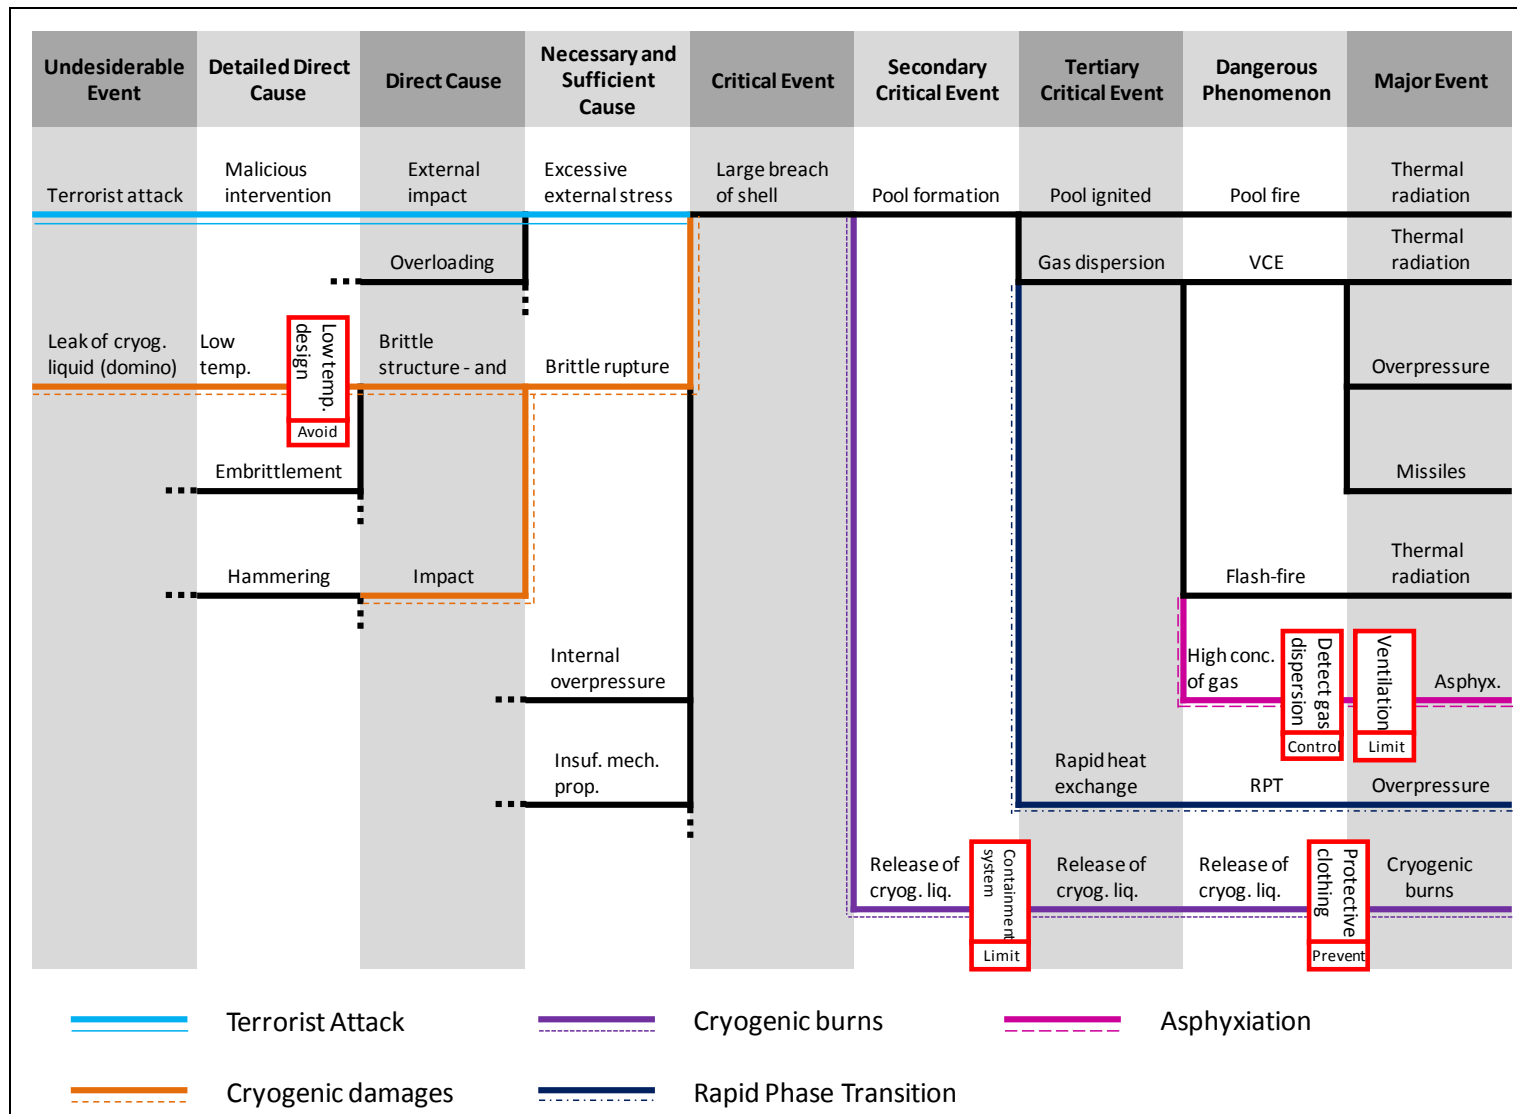 Undesiderable
Event
Detailed Direct
Cause
Direct Cause
Necessary and
Sufficient
Cause
Critical Event
Secondary
Critical Event
Tertiary
Critical Event
Dangerous
Phenomenon
Major Event
Terrorist attack
Malicious
intervention
External
impact
Excessive
external stress
Large breach
of shell
Pool formation
Pool ignited
Pool fire
Thermal
radiation
Overloading
Gas dispersion
VCE
Thermal
radiation
Leak of cryog.
liquid (domino)
Low
temp.
Low temp.
design
Avoid
Brittle
structure - and
Brittle rupture
Overpressure
Embrittlement
Missiles
Hammering
Impact
Flash-fire
Thermal
radiation
Internal
overpressure
High conc.
of gas
Detect gas
dispersion
Control
Ventilation
Limit
Asphyx.
Insuf. mech.
prop.
Rapid heat
exchange
RPT
Overpressure
Release of
cryog. liq.
Containment
system
Limit
Release of
cryog. liq.
Release of
cryog. liq.
Protective
clothing
Prevent
Cryogenic
burns
Terrorist Attack
Cryogenic burns
Asphyxiation
Cryogenic damages
Rapid Phase Transition